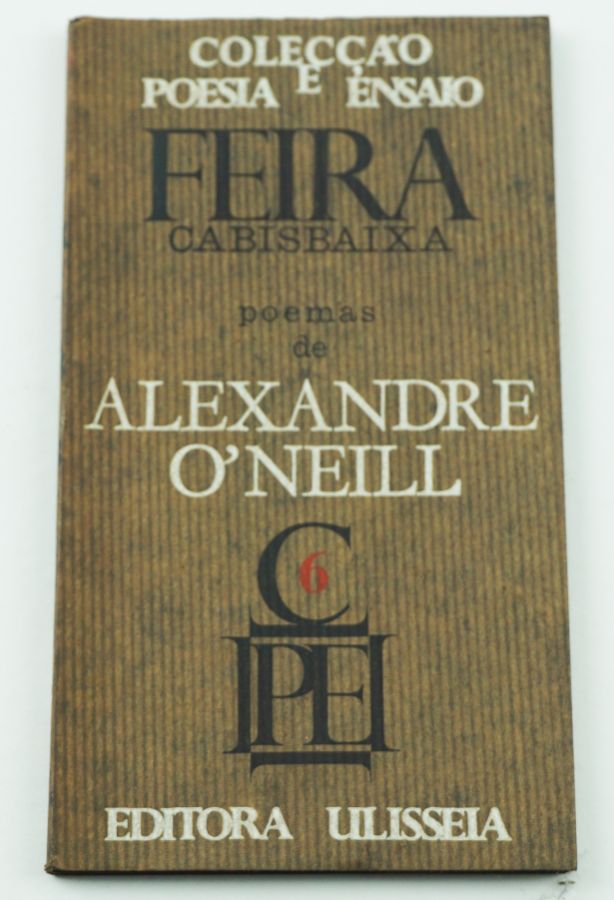 COLECÇÃO
POESIA E ENSAIO
FEIRA
CABISBAIXA
poemas
de
ALEXANDRE
O'NEILL
C 6
PE
EDITORA ULISSEIA